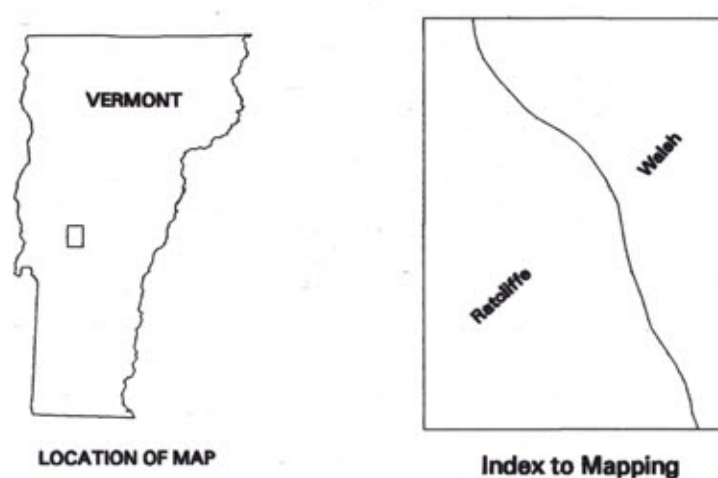 VERMONT
LOCATION OF MAP
Walsh
Ratcliffe
Index to Mapping